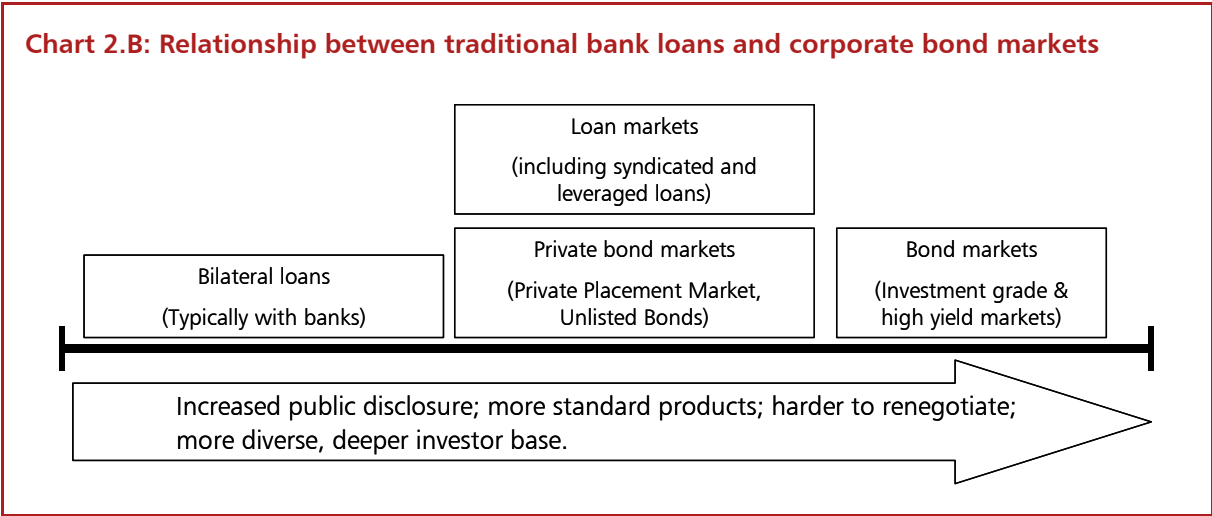 Chart 2.B: Relationship between traditional bank loans and corporate bond markets
Loan markets
(including syndicated and
leveraged loans)
Bilateral loans
(Typically with banks)
Private bond markets
(Private Placement Market,
Unlisted Bonds)
Bond markets
(Investment grade &
high yield markets)
Increased public disclosure; more standard products; harder to renegotiate;
more diverse, deeper investor base.